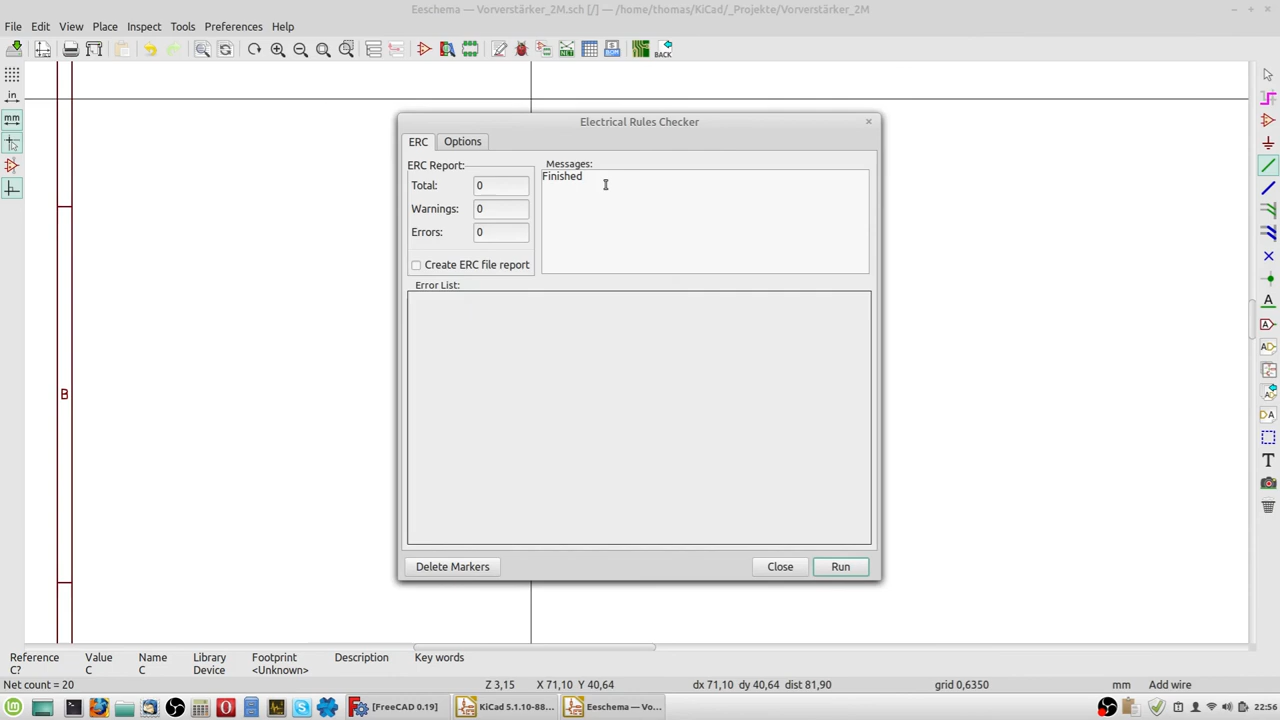 Eeschema — Vorverstärker_2M.sch [/] — /home/thomas/KiCad/_Projekte/Vorverstärker_2M
File Edit View Place Inspect Tools Preferences Help
BOM
NET
BACK
in
mm
Electrical Rules Checker
ERC Options
ERC Report:
Total: 0
Warnings: 0
Errors: 0
Create ERC file report
Messages:
Finished
Error List:
Delete Markers Close Run
B
Reference Value Name Library Footprint Description Key words
C? C C Device <Unknown>
Net count = 20 Z 3,15 X 71,10 Y 40,64 dx 71,10 dy 40,64 dist 81,90 grid 0,6350 mm Add wire
[FreeCAD 0.19] KiCad 5.1.10-88... Eeschema — Vo... 22:56